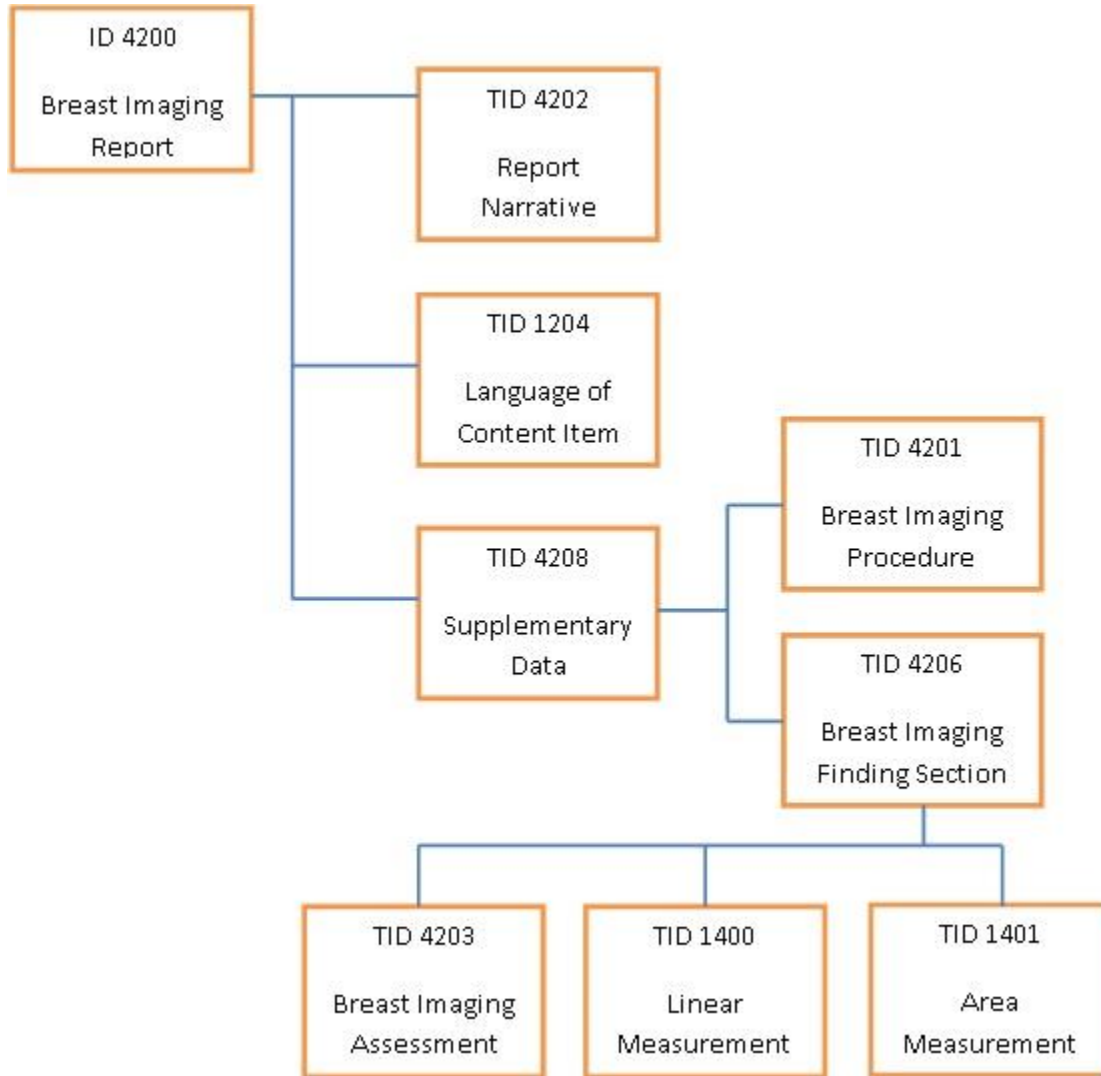 ID 4200
Breast Imaging
Report
TID 4202
Report
Narrative
TID 1204
Language of
Content Item
TID 4208
Supplementary
Data
TID 4201
Breast Imaging
Procedure
TID 4206
Breast Imaging
Finding Section
TID 4203
Breast Imaging
Assessment
TID 1400
Linear
Measurement
TID 1401
Area
Measurement